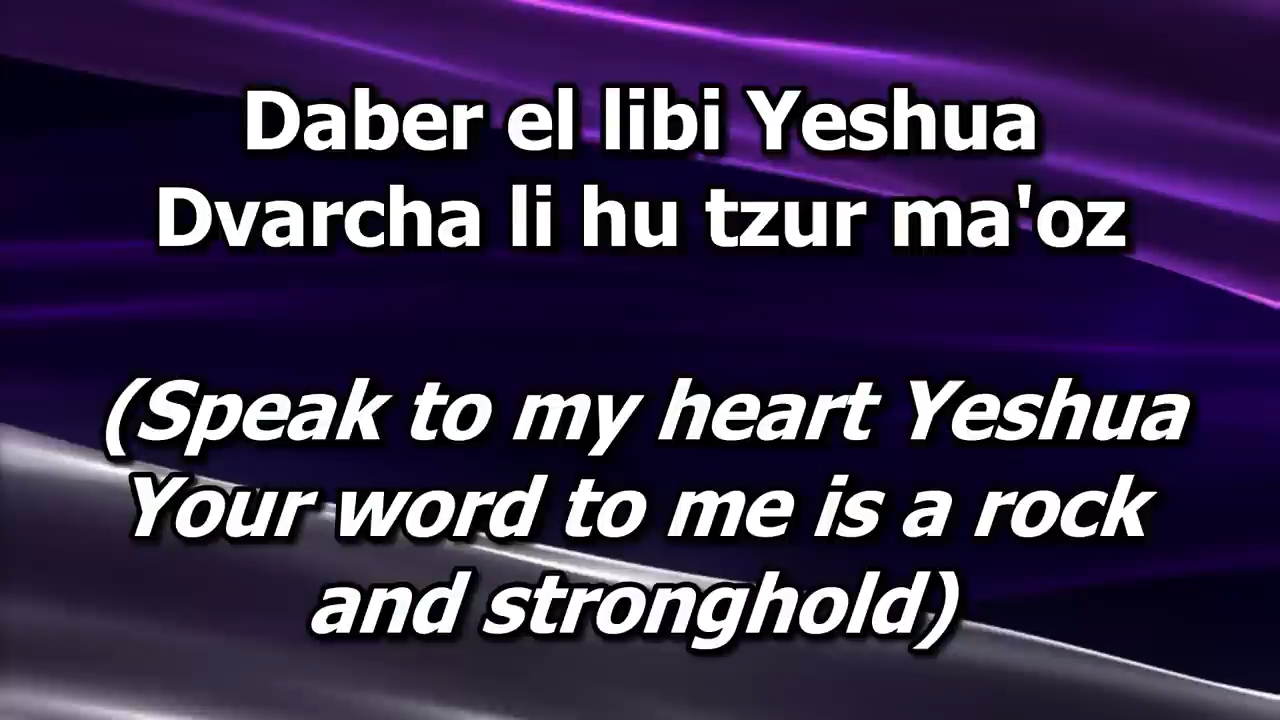 Daber el libi Yeshua
Dvarcha li hu tzur ma'oz
(Speak to my heart Yeshua
Your word to me is a rock
and stronghold)